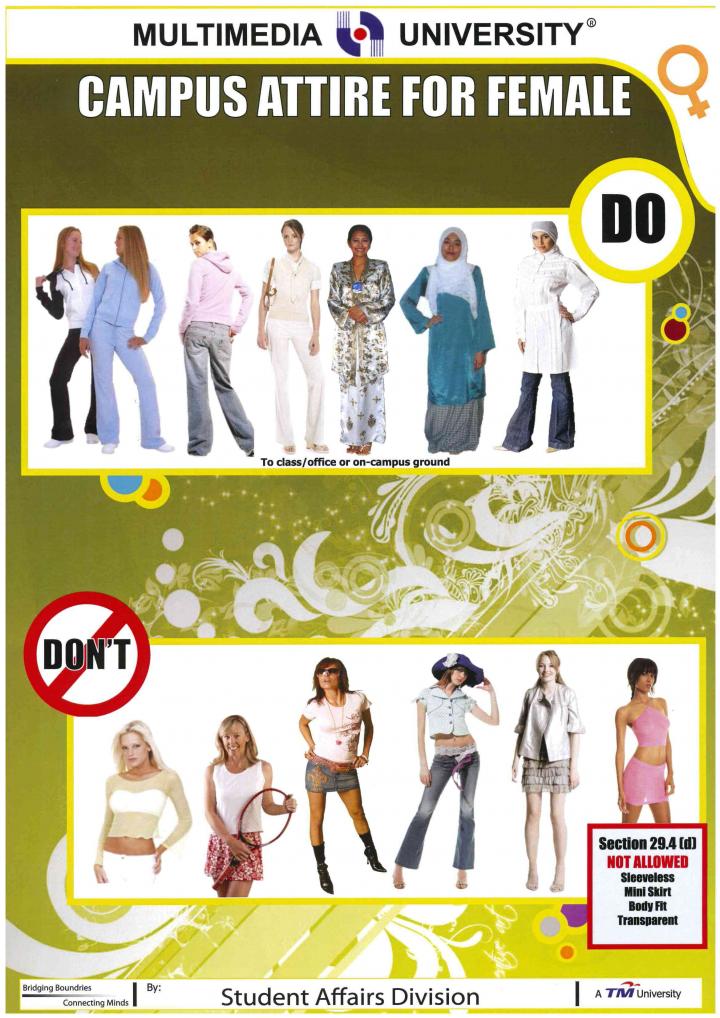 MULTIMEDIA UNIVERSITY®
CAMPUS ATTIRE FOR FEMALE
DO
To class/office or on-campus ground
DON'T
Section 29.4 (d)
NOT ALLOWED
Sleeveless
Mini Skirt
Body Fit
Transparent
Bridging Boundries
Connecting Minds
By:
Student Affairs Division
A TM University